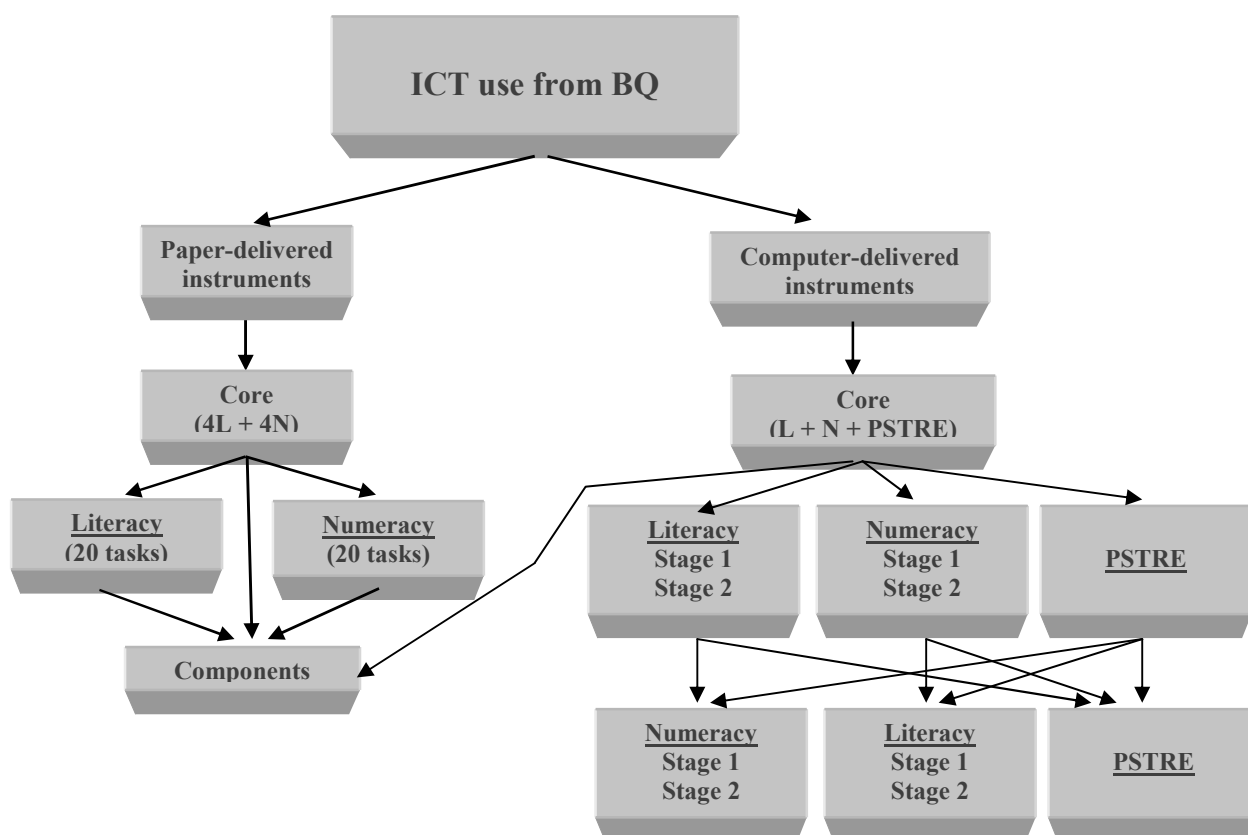 ICT use from BQ
Paper-delivered
instruments
Computer-delivered
instruments
Core
(4L + 4N)
Core
(L + N + PSTRE)
Literacy
(20 tasks)
Numeracy
(20 tasks)
Literacy
Stage 1
Stage 2
Numeracy
Stage 1
Stage 2
PSTRE
Components
Numeracy
Stage 1
Stage 2
Literacy
Stage 1
Stage 2
PSTRE